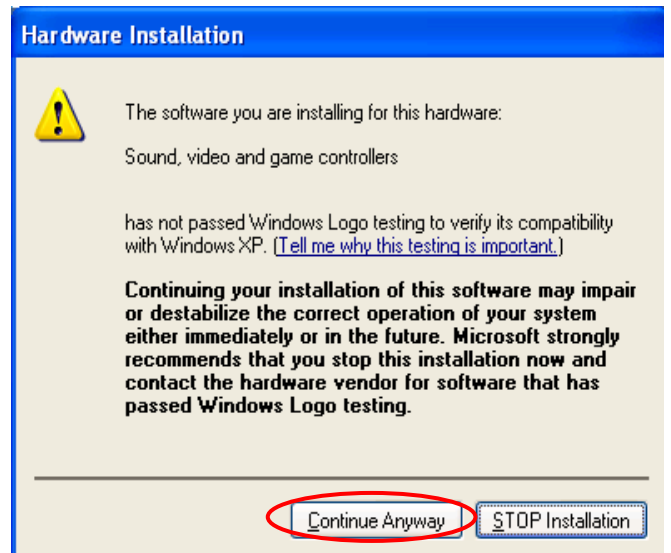 Hardware Installation
The software you are installing for this hardware:
Sound, video and game controllers
has not passed Windows Logo testing to verify its compatibility
with Windows XP. (Tell me why this testing is important.)
Continuing your installation of this software may impair
or destabilize the correct operation of your system
either immediately or in the future. Microsoft strongly
recommends that you stop this installation now and
contact the hardware vendor for software that has
passed Windows Logo testing.
Continue Anyway
STOP Installation